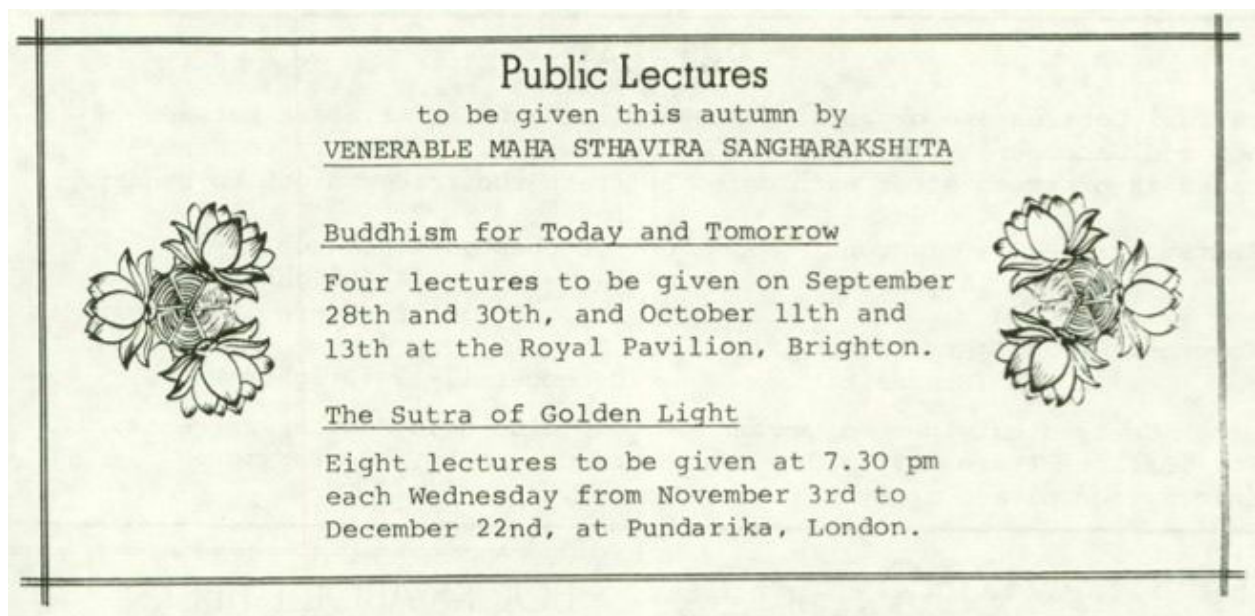 Public Lectures
to be given this autumn by
VENERABLE MAHA STHAVIRA SANGHARAKSHITA
Buddhism for Today and Tomorrow
Four lectures to be given on September
28th and 30th, and October 11th and
13th at the Royal Pavilion, Brighton.
The Sutra of Golden Light
Eight lectures to be given at 7.30 pm
each Wednesday from November 3rd to
December 22nd, at Pundarika, London.